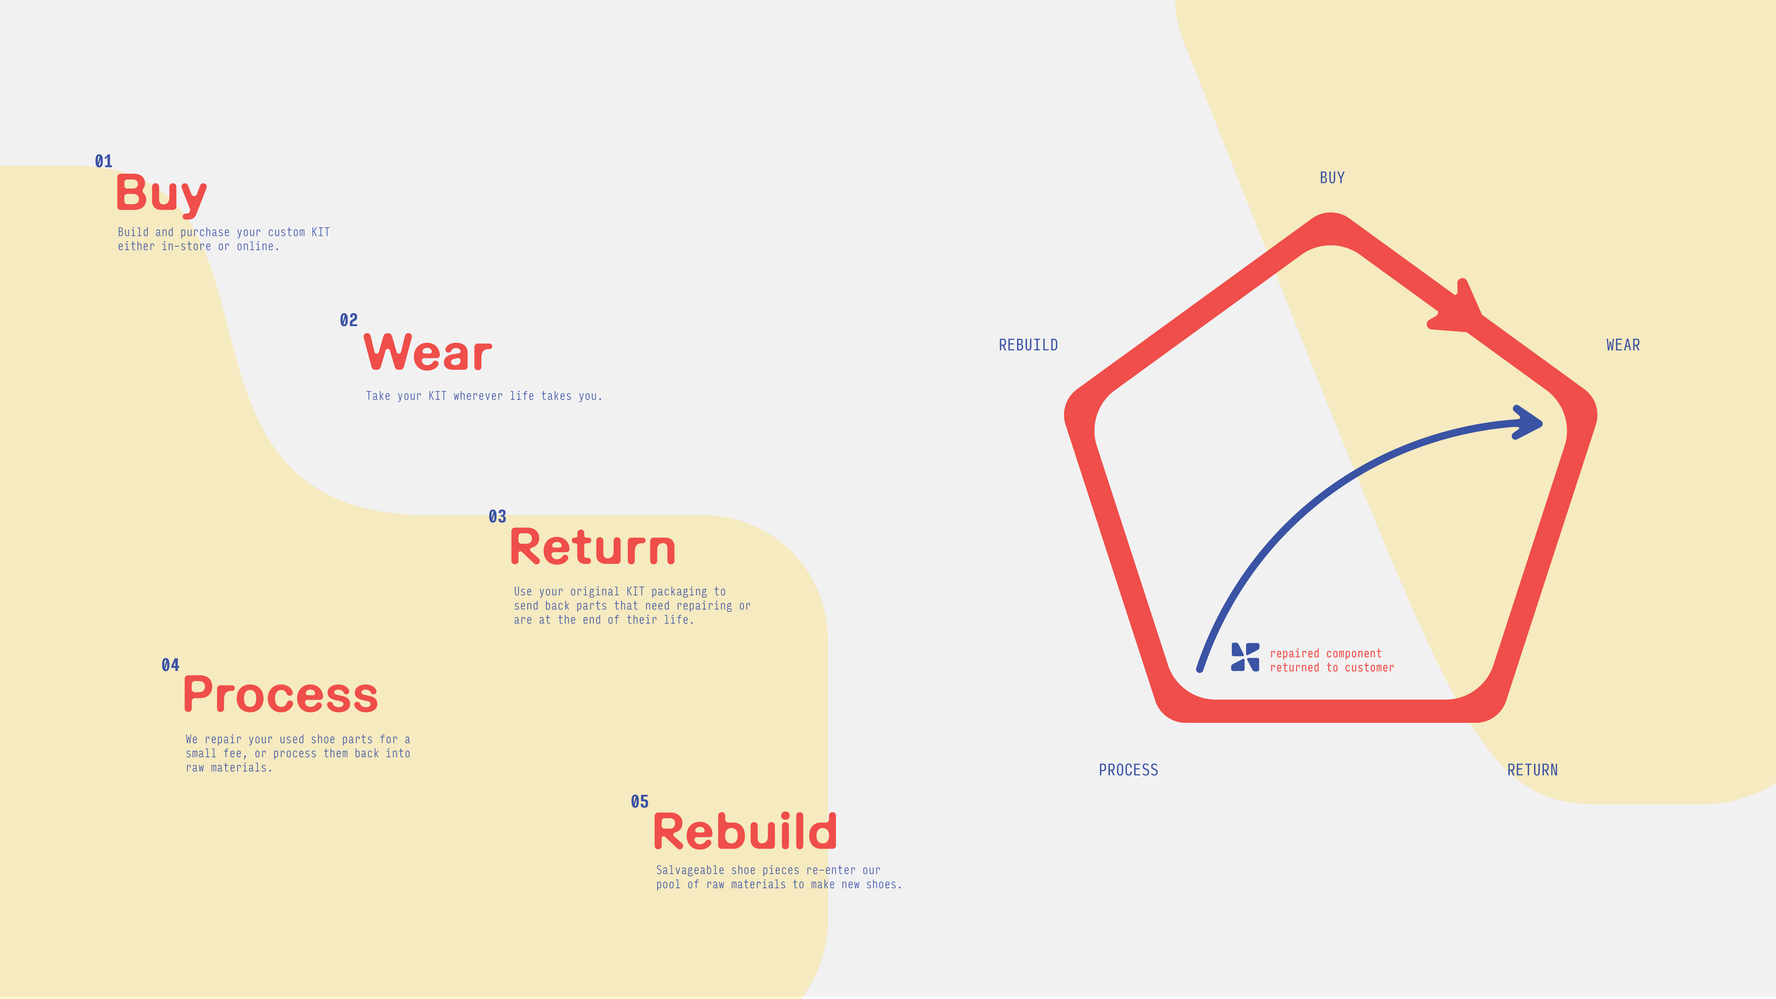 01
Buy
Build and purchase your custom KIT
either in-store or online.
02
Wear
Take your KIT wherever life takes you.
03
Return
Use your original KIT packaging to
send back parts that need repairing or
are at the end of their life.
04
Process
We repair your used shoe parts for a
small fee, or process them back into
raw materials.
05
Rebuild
Salvageable shoe pieces re-enter our
pool of raw materials to make new shoes.
BUY
WEAR
RETURN
PROCESS
REBUILD
repaired component
returned to customer